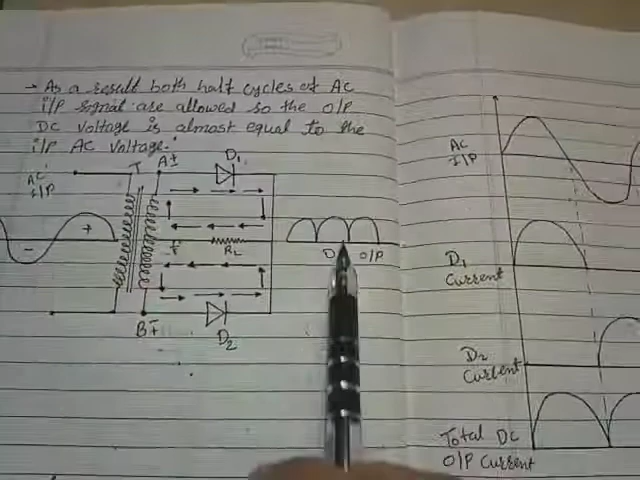 → As a result both half cycles of AC
i/P signal are allowed so the O/P
DC voltage is almost equal to the
i/P AC voltage.
AC
I/P
T
A±
D1
+
-
RL
D
O/P
B∓
D2
AC
I/P
D1
Current
D2
Current
Total DC
O/P Current